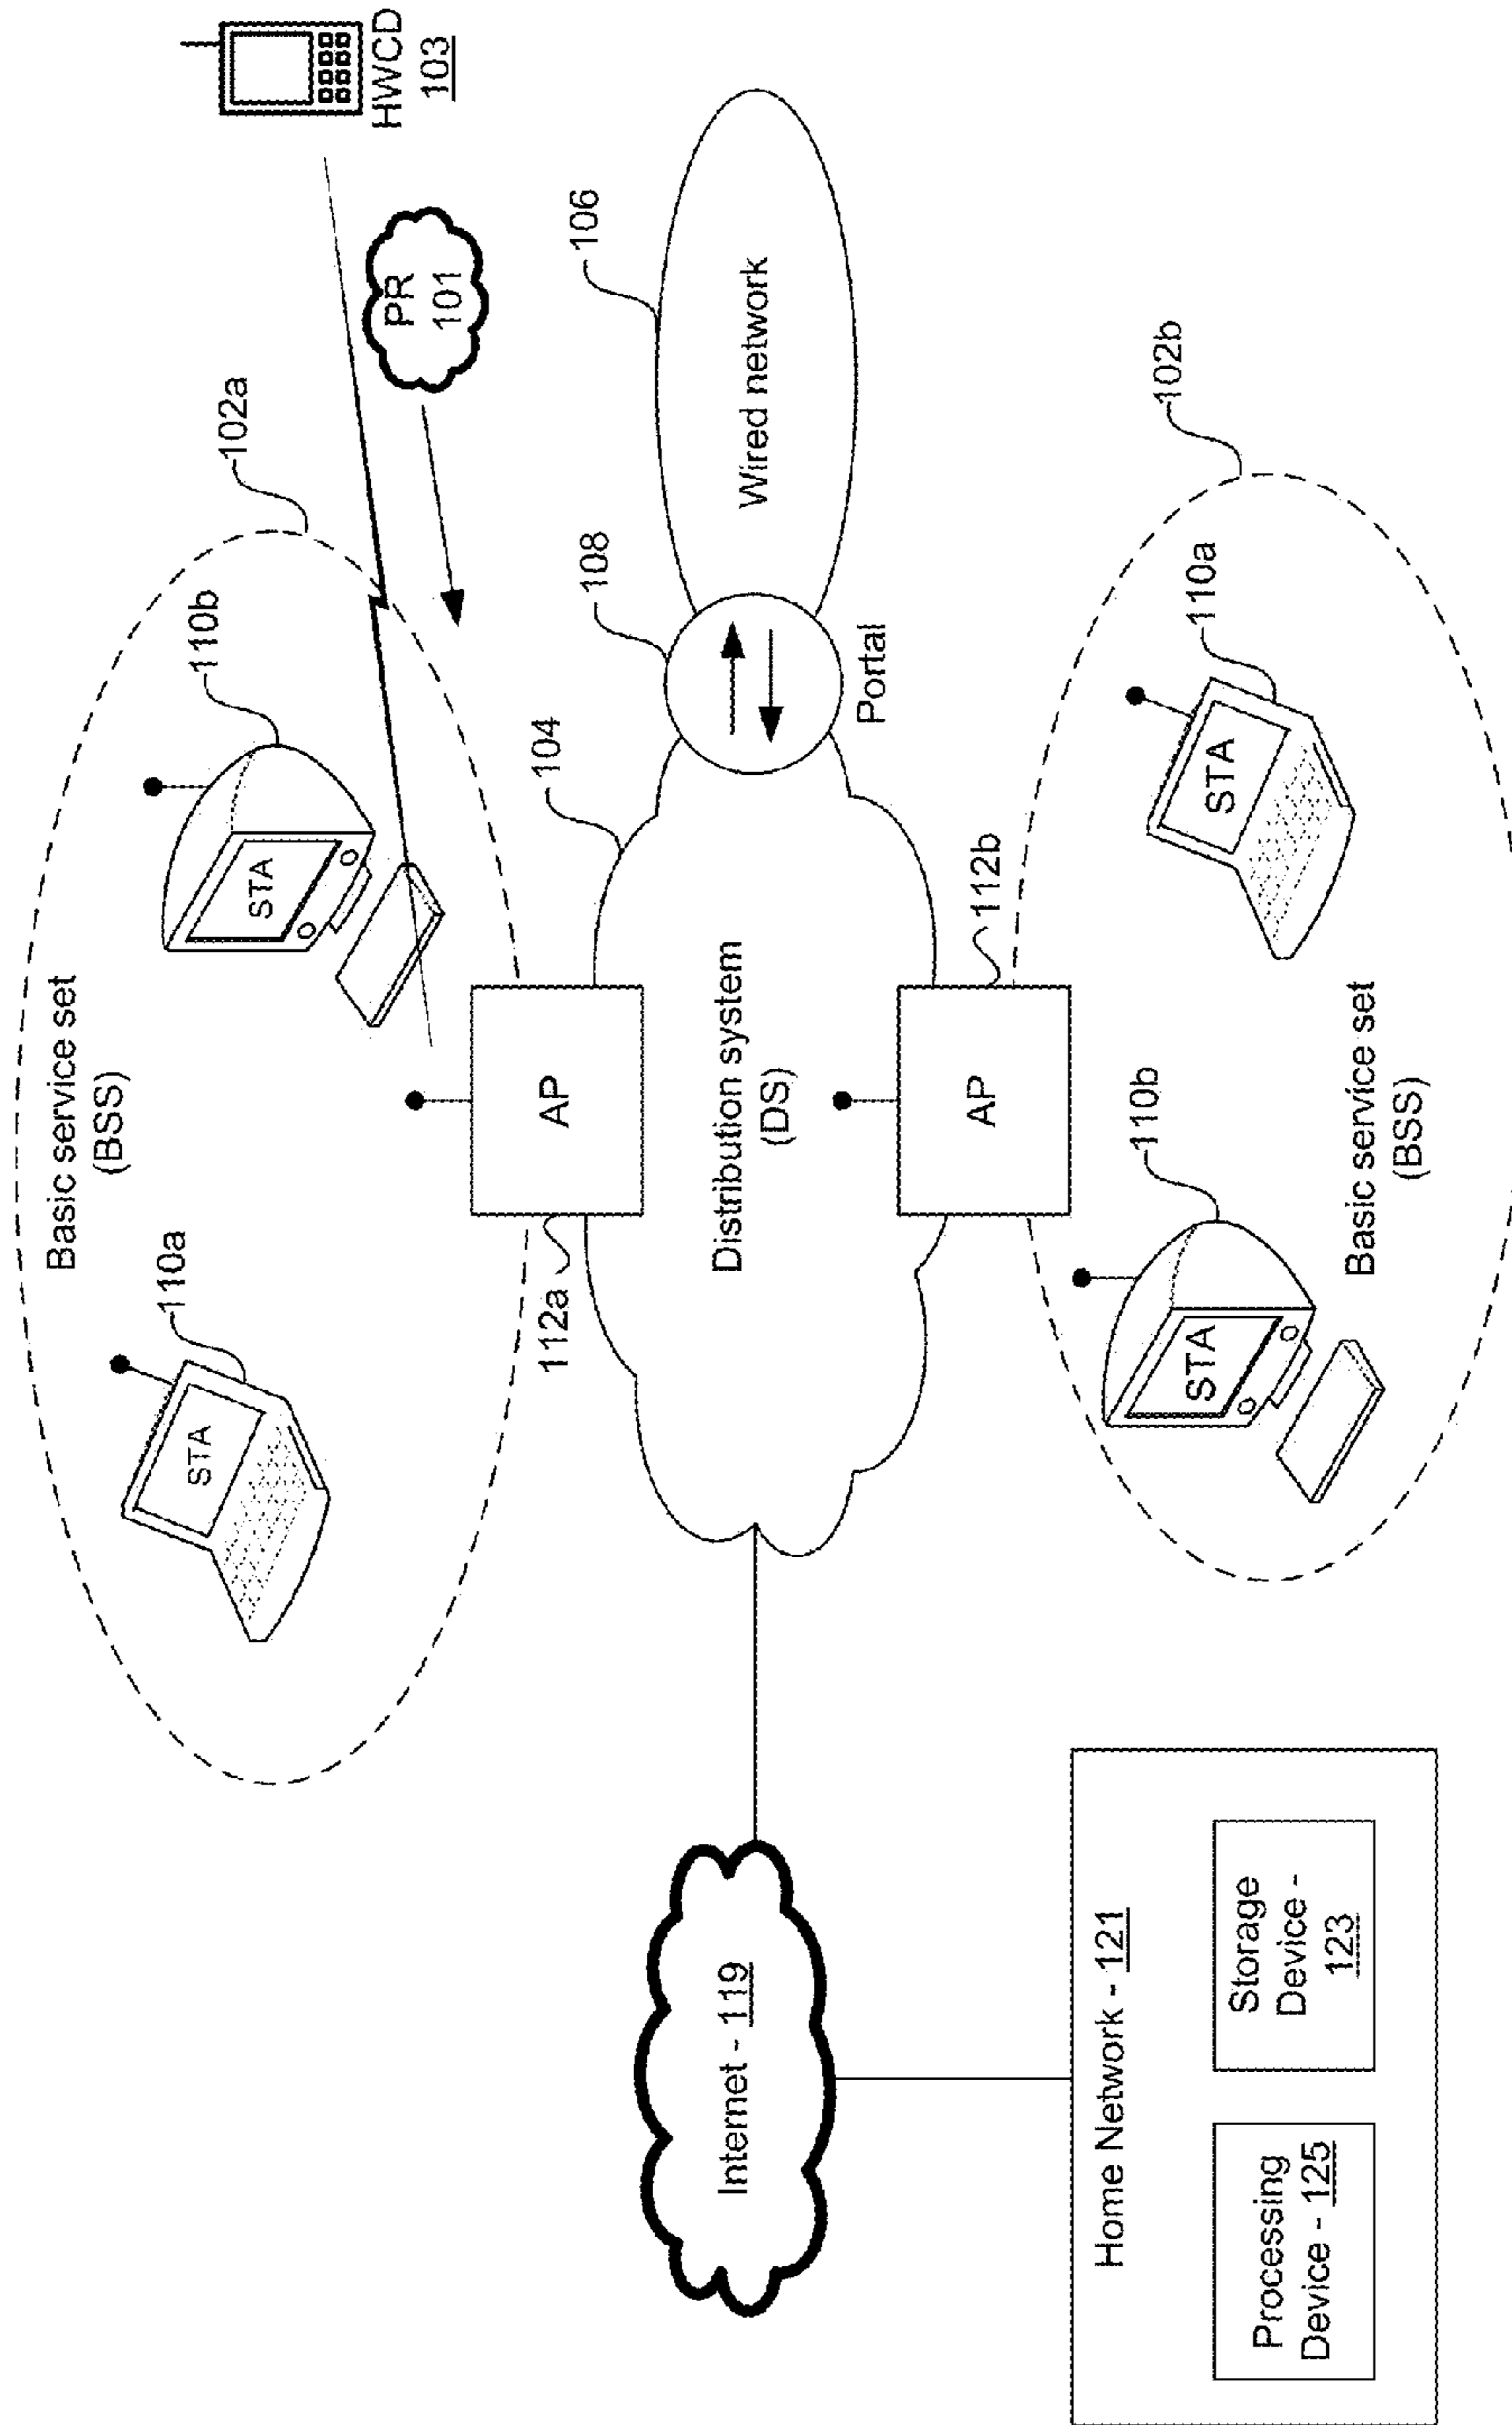 Basic service set
(BSS)
102a
110a
STA
110b
STA
HWCD
103
PR
101
112a
AP
104
108
106
Distribution system
(DS)
Portal
Wired network
Internet - 119
AP
112b
102b
Home Network - 121
Processing
Device - 125
Storage
Device -
123
110b
STA
110a
STA
Basic service set
(BSS)